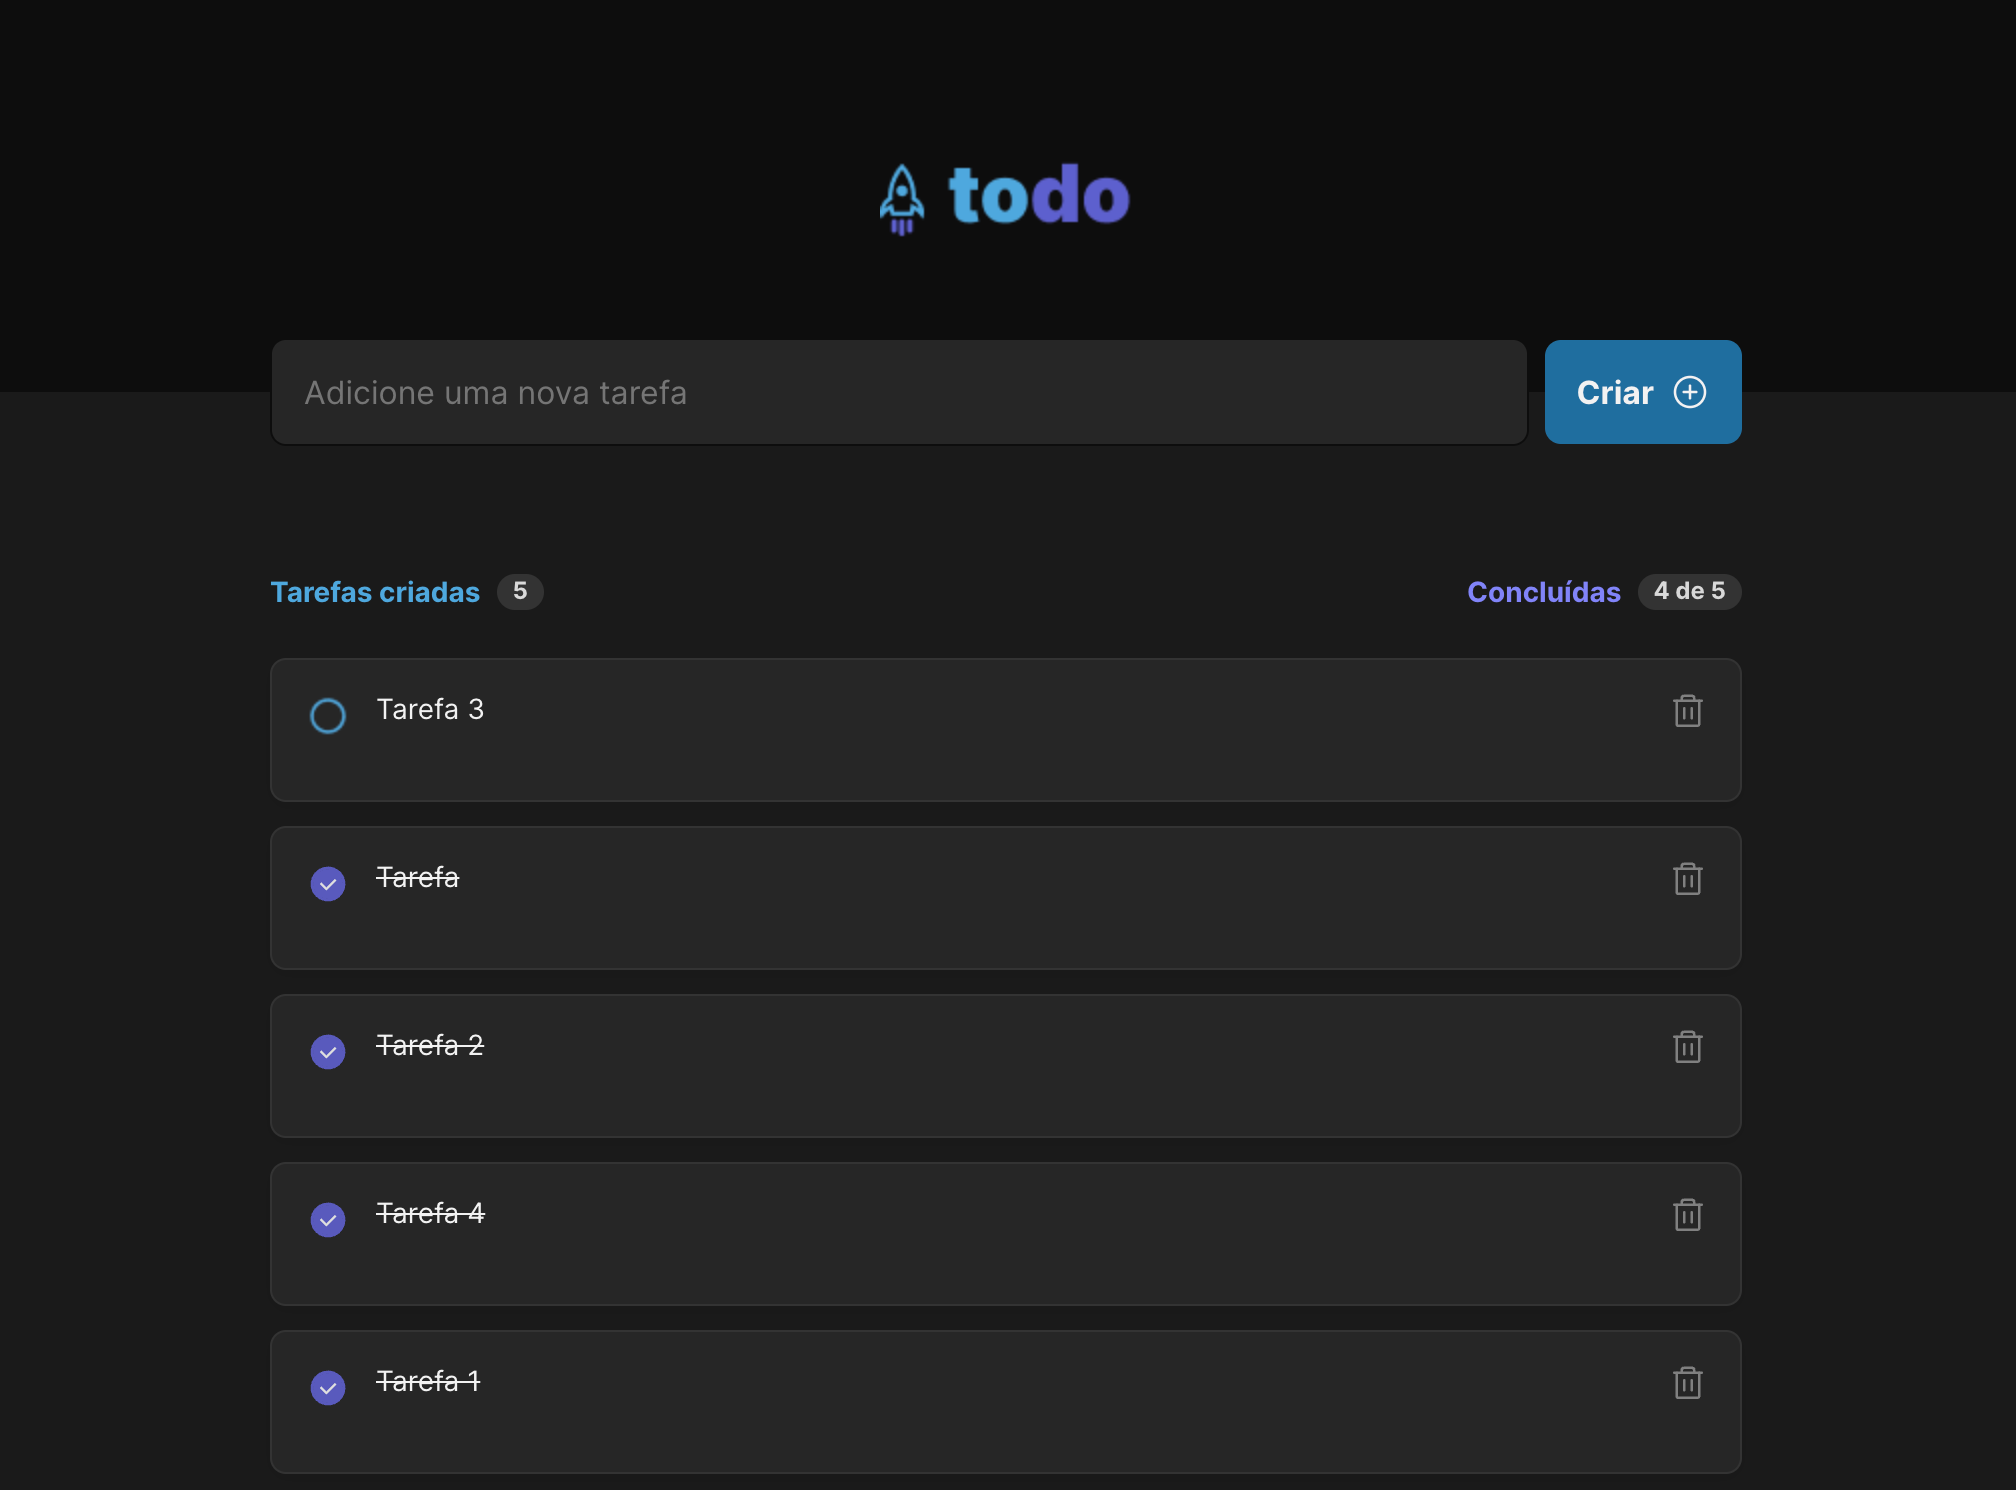 todo
Adicione uma nova tarefa
Criar
Tarefas criadas 5
Concluídas 4 de 5
Tarefa 3
Tarefa
Tarefa 2
Tarefa 4
Tarefa 1